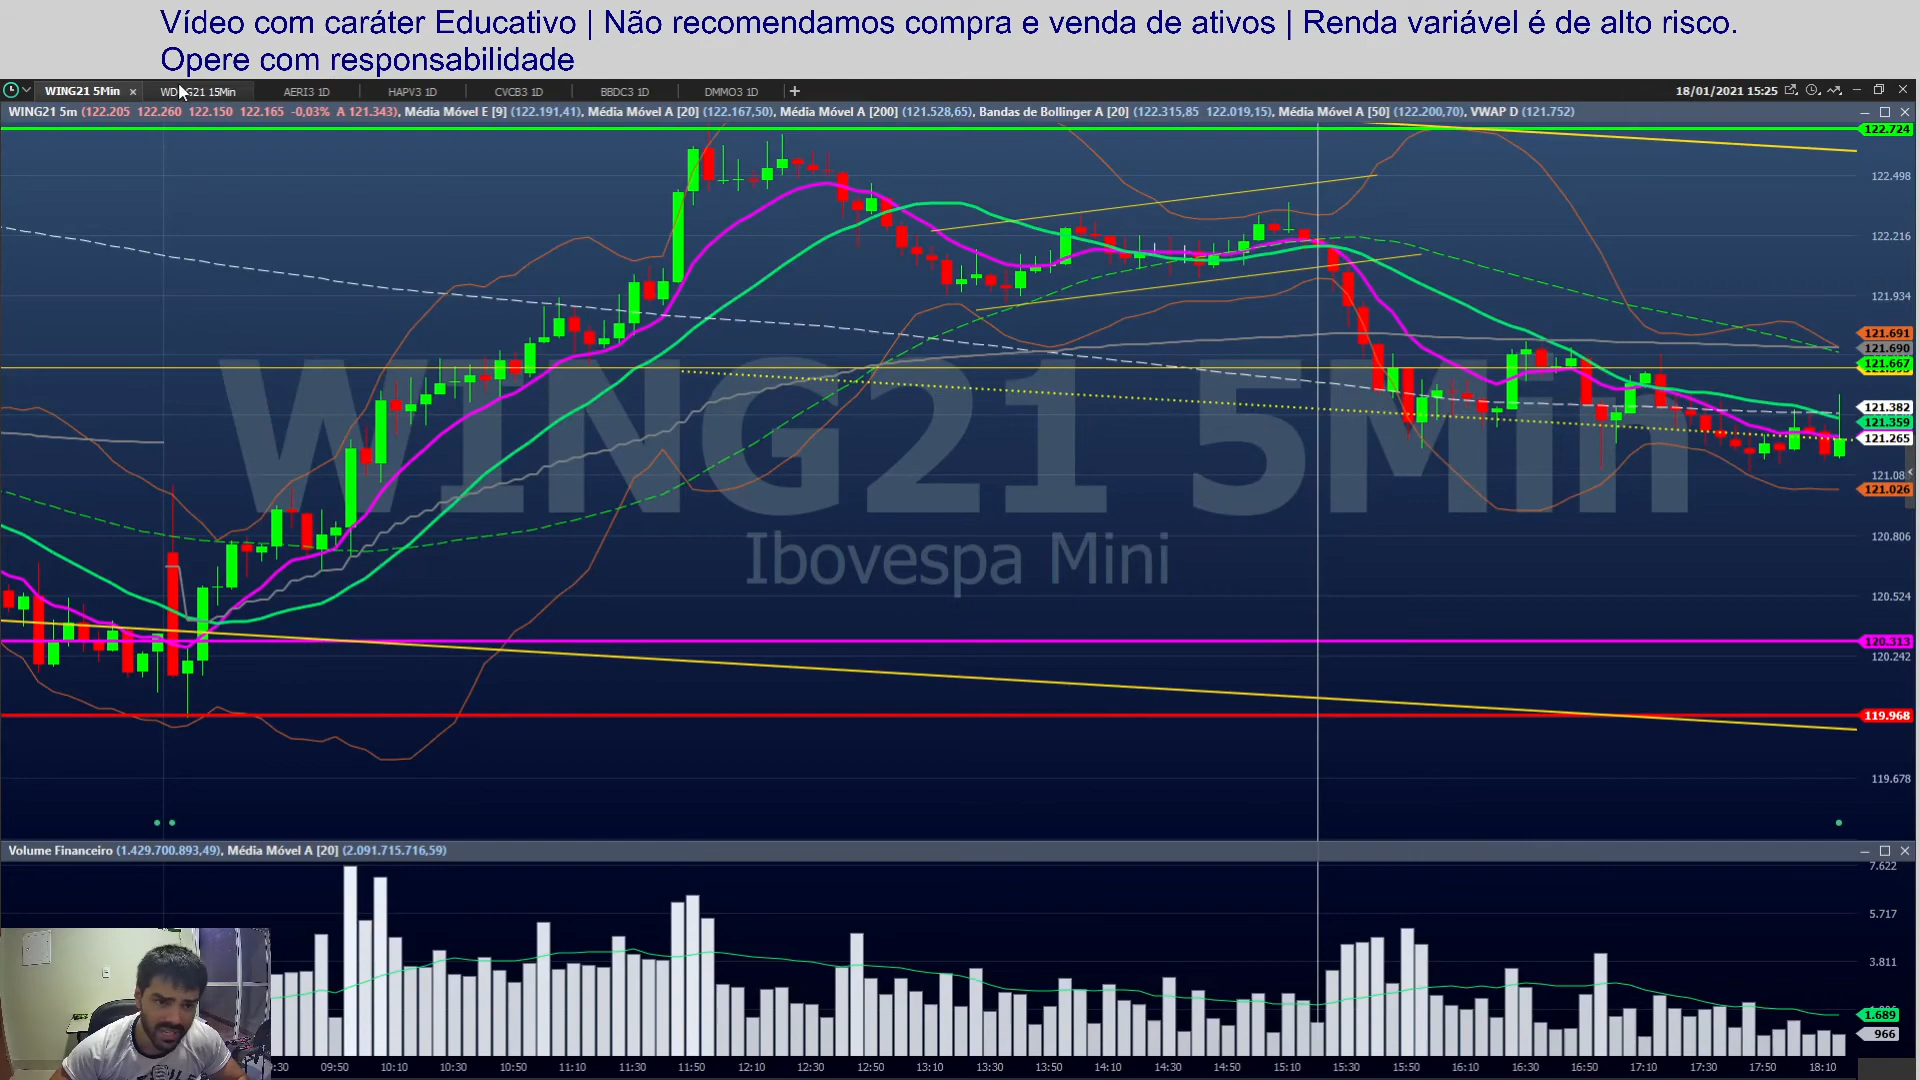 Vídeo com caráter Educativo | Não recomendamos compra e venda de ativos | Renda variável é de alto risco.
Opere com responsabilidade
WING21 5Min x
G21 15Min
AERI3 1D
HAPV3 1D
CVCB3 1D
BBDC3 1D
DMMO3 1D
+
18/01/2021 15:25
WING21 5m (122.205 122.260 122.150 122.165 -0,03% A 121.343), Média Móvel E [9] (122.191,41), Média Móvel A [20] (122.167,50), Média Móvel A [200] (121.528,65), Bandas de Bollinger A [20] (122.315,85 122.019,15), Média Móvel A [50] (122.200,70), VWAP D (121.752)
122.724
122.498
122.216
121.934
121.691
121.690
121.667
121.382
121.359
121.265
121.026
120.806
120.524
120.313
120.242
119.968
119.678
WING21 5Min
Ibovespa Mini
Volume Financeiro (1.429.700.893,49), Média Móvel A [20] (2.091.715.716,59)
7.622
5.717
3.811
1.689
966
:30 09:50 10:10 10:30 10:50 11:10 11:30 11:50 12:10 12:30 12:50 13:10 13:30 13:50 14:10 14:30 14:50 15:10 15:30 15:50 16:10 16:30 16:50 17:10 17:30 17:50 18:10